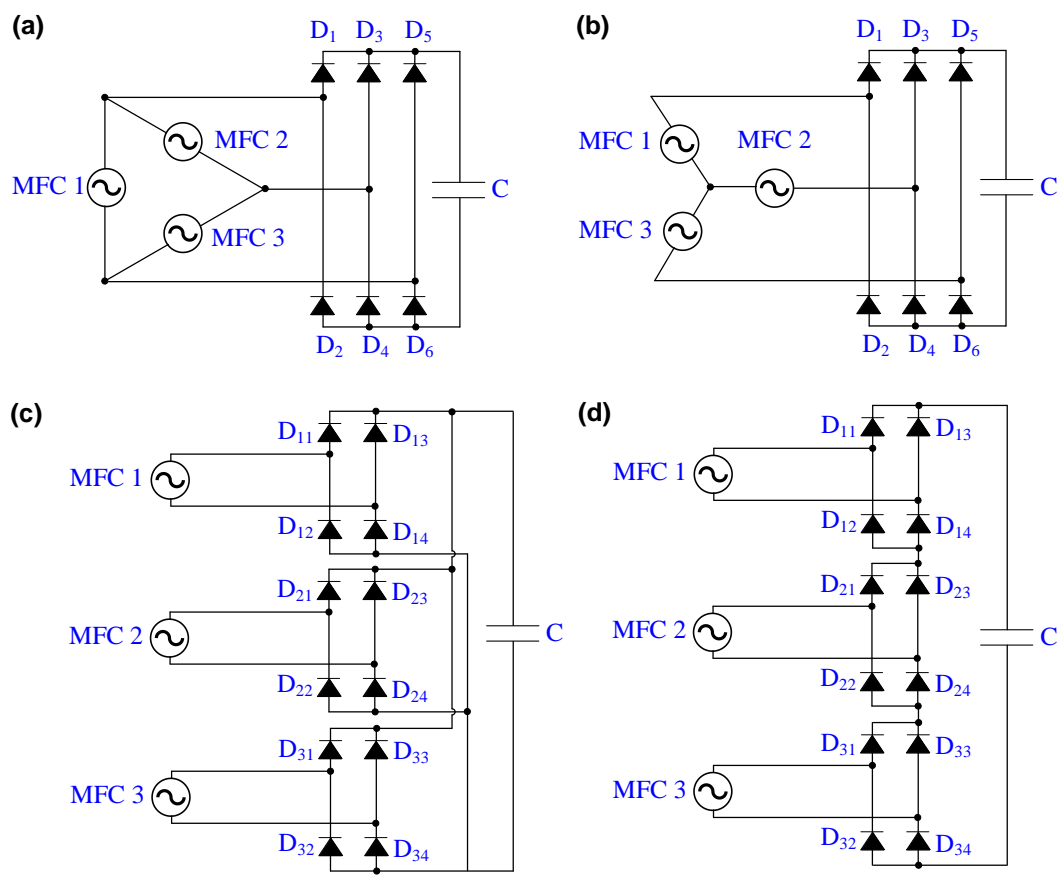 (a)
D₁ D₃ D₅
MFC 2
MFC 1
MFC 3
C
D₂ D₄ D₆
(b)
D₁ D₃ D₅
MFC 1
MFC 2
MFC 3
C
D₂ D₄ D₆
(c)
D₁₁ D₁₃
MFC 1
D₁₂ D₁₄
D₂₁ D₂₃
MFC 2
C
D₂₂ D₂₄
D₃₁ D₃₃
MFC 3
D₃₂ D₃₄
(d)
D₁₁ D₁₃
MFC 1
D₁₂ D₁₄
D₂₁ D₂₃
MFC 2
C
D₂₂ D₂₄
D₃₁ D₃₃
MFC 3
D₃₂ D₃₄